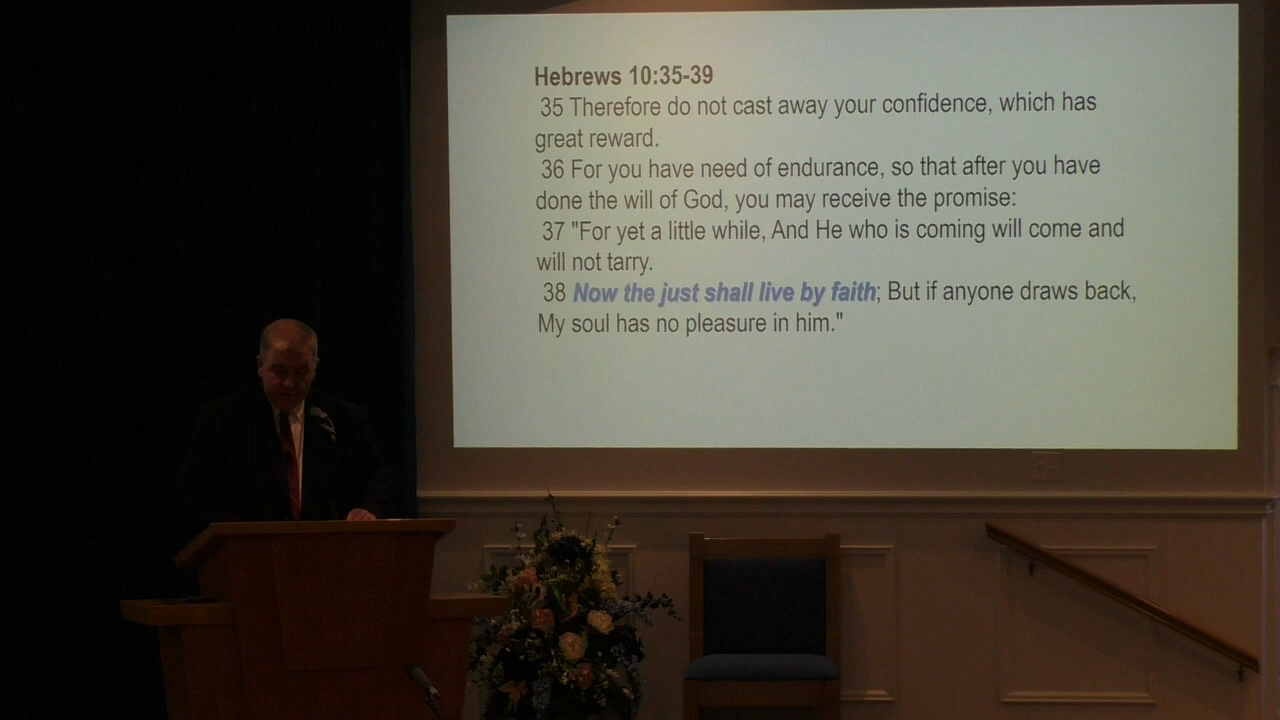 Hebrews 10:35-39
35 Therefore do not cast away your confidence, which has
great reward.
36 For you have need of endurance, so that after you have
done the will of God, you may receive the promise:
37 "For yet a little while, And He who is coming will come and
will not tarry.
38 Now the just shall live by faith; But if anyone draws back,
My soul has no pleasure in him."